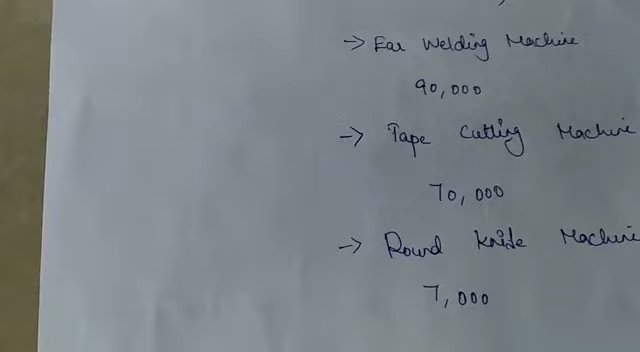 → Ear Welding Machine
90,000
→ Tape Cutting Machine
70,000
→ Round Knife Machine
7,000